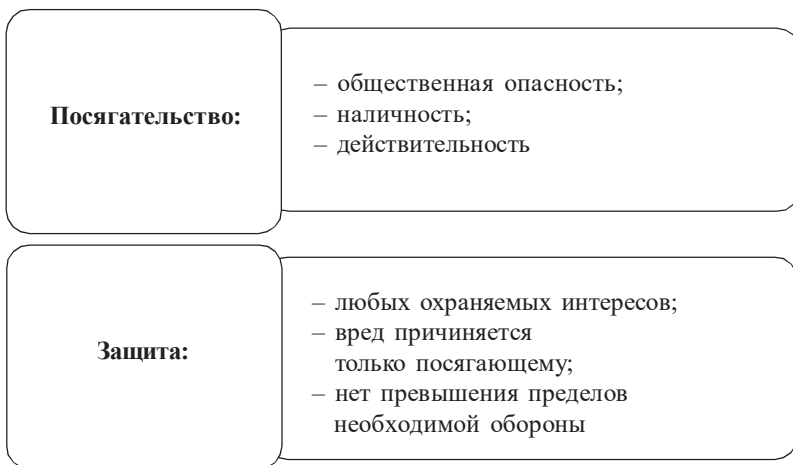 Посягательство:
– общественная опасность;
– наличность;
– действительность
Защита:
– любых охраняемых интересов;
– вред причиняется
только посягающему;
– нет превышения пределов
необходимой обороны